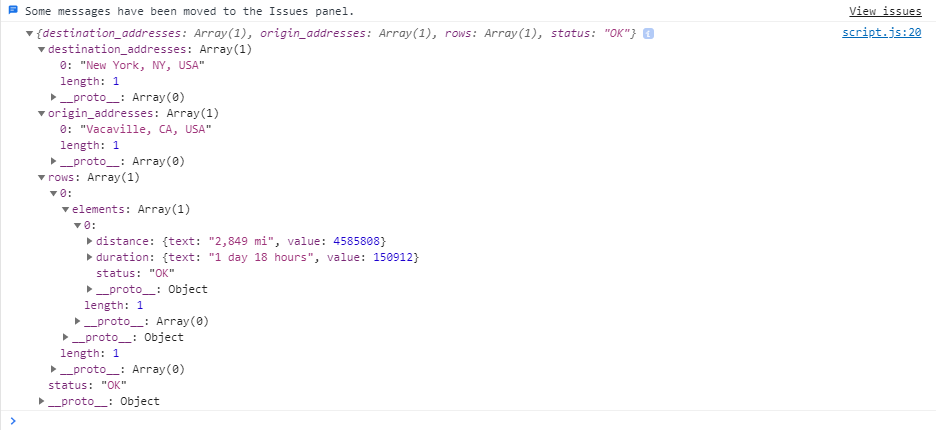 Some messages have been moved to the Issues panel. View issues
{destination_addresses: Array(1), origin_addresses: Array(1), rows: Array(1), status: "OK"} i script.js:20
destination_addresses: Array(1)
0: "New York, NY, USA"
length: 1
__proto__: Array(0)
origin_addresses: Array(1)
0: "Vacaville, CA, USA"
length: 1
__proto__: Array(0)
rows: Array(1)
0:
elements: Array(1)
0:
distance: {text: "2,849 mi", value: 4585808}
duration: {text: "1 day 18 hours", value: 150912}
status: "OK"
__proto__: Object
length: 1
__proto__: Array(0)
__proto__: Object
length: 1
__proto__: Array(0)
status: "OK"
__proto__: Object